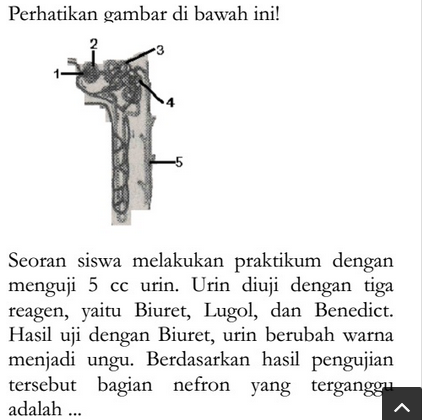 Perhatikan gambar di bawah ini!
2
3
1
4
5
Seoran siswa melakukan praktikum dengan
menguji 5 cc urin. Urin diuji dengan tiga
reagen, yaitu Biuret, Lugol, dan Benedict.
Hasil uji dengan Biuret, urin berubah warna
menjadi ungu. Berdasarkan hasil pengujian
tersebut bagian nefron yang terganggu
adalah ...